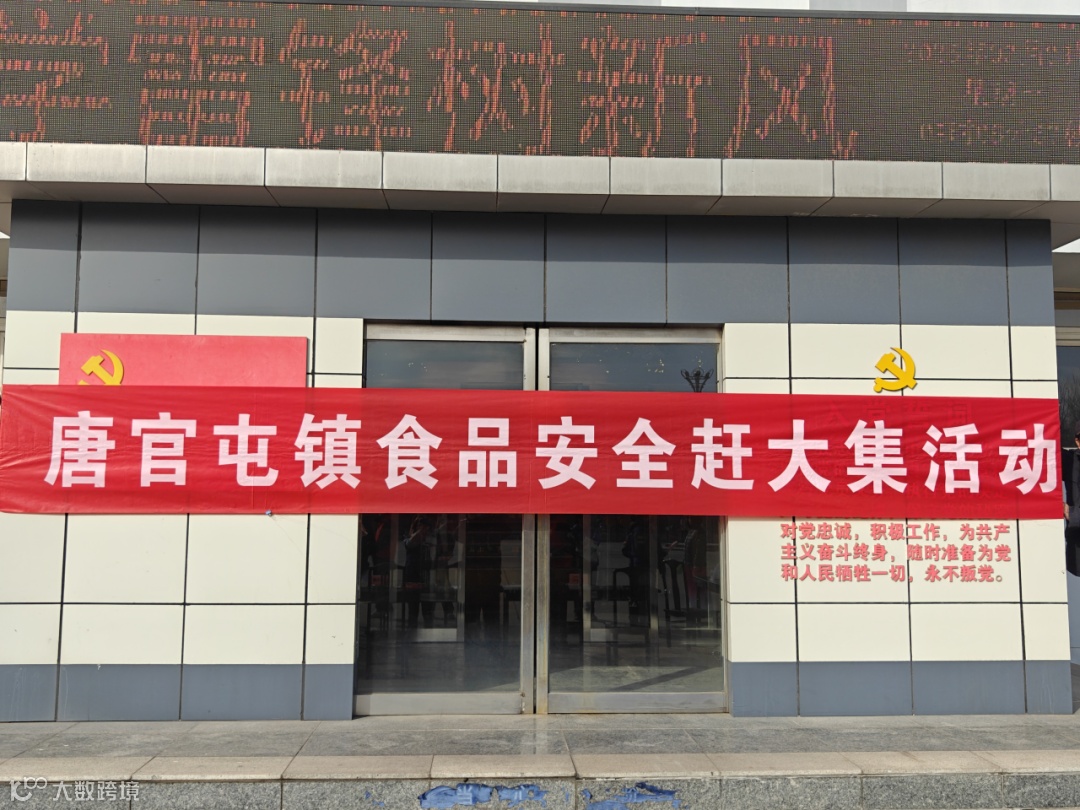 学雷锋树新风
星期一
唐官屯镇食品安全赶大集活动
对党忠诚，积极工作，为共产
主义奋斗终身，随时准备为党
和人民牺牲一切，永不叛党。
大数跨境